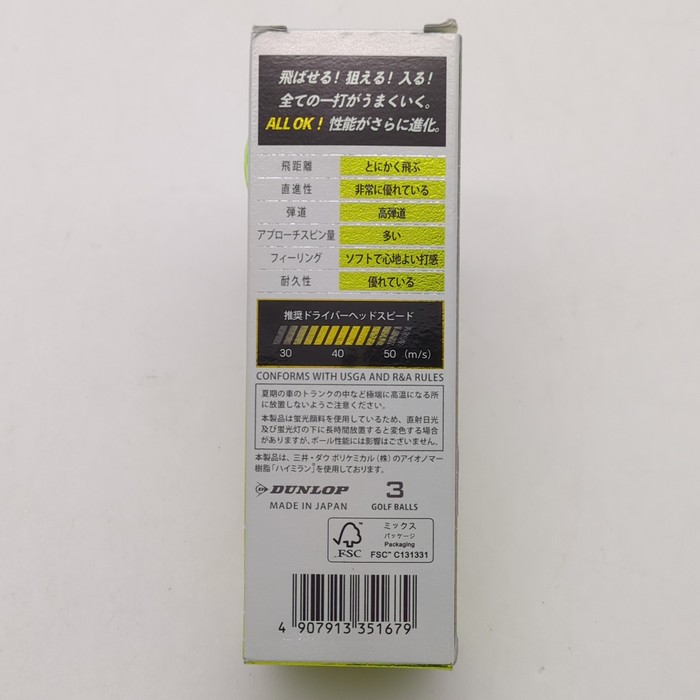 飛ばせる! 狙える! 入る!
全ての一打がうまくいく。
ALL OK! 性能がさらに進化。
飛距離 とにかく飛ぶ
直進性 非常に優れている
弾道 高弾道
アプローチスピン量 多い
フィーリング ソフトで心地よい打感
耐久性 優れている
推奨ドライバーヘッドスピード
30 40 50 (m/s)
CONFORMS WITH USGA AND R&A RULES
夏期の車のトランクの中など極端に高温になる所
に放置しないようご注意ください。
本製品は蛍光顔料を使用しているため、直射日光
及び蛍光灯の下に長時間放置すると変色する場合
がありますが、ボール性能には影響はございません。
本製品は、三井・ダウ ポリケミカル(株)のアイオノマー
樹脂「ハイミラン®」を使用しております。
DUNLOP 3
MADE IN JAPAN GOLF BALLS
ミックス
パッケージ
Packaging
FSC FSC™ C131331
4 907913 351679